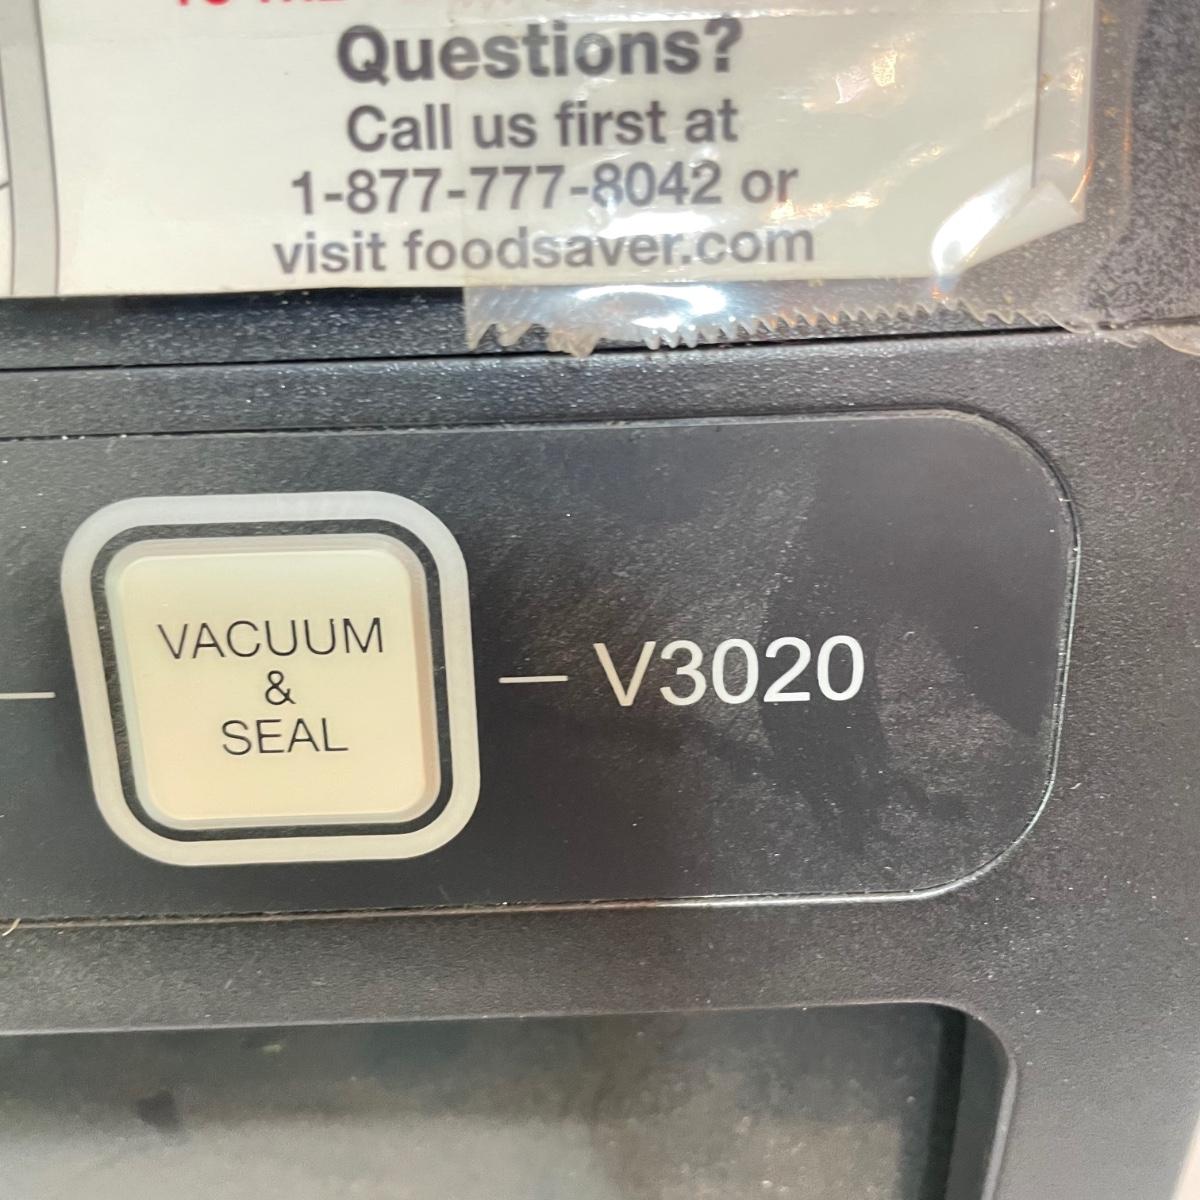 Questions?
Call us first at
1-877-777-8042 or
visit foodsaver.com
VACUUM
&
SEAL
V3020